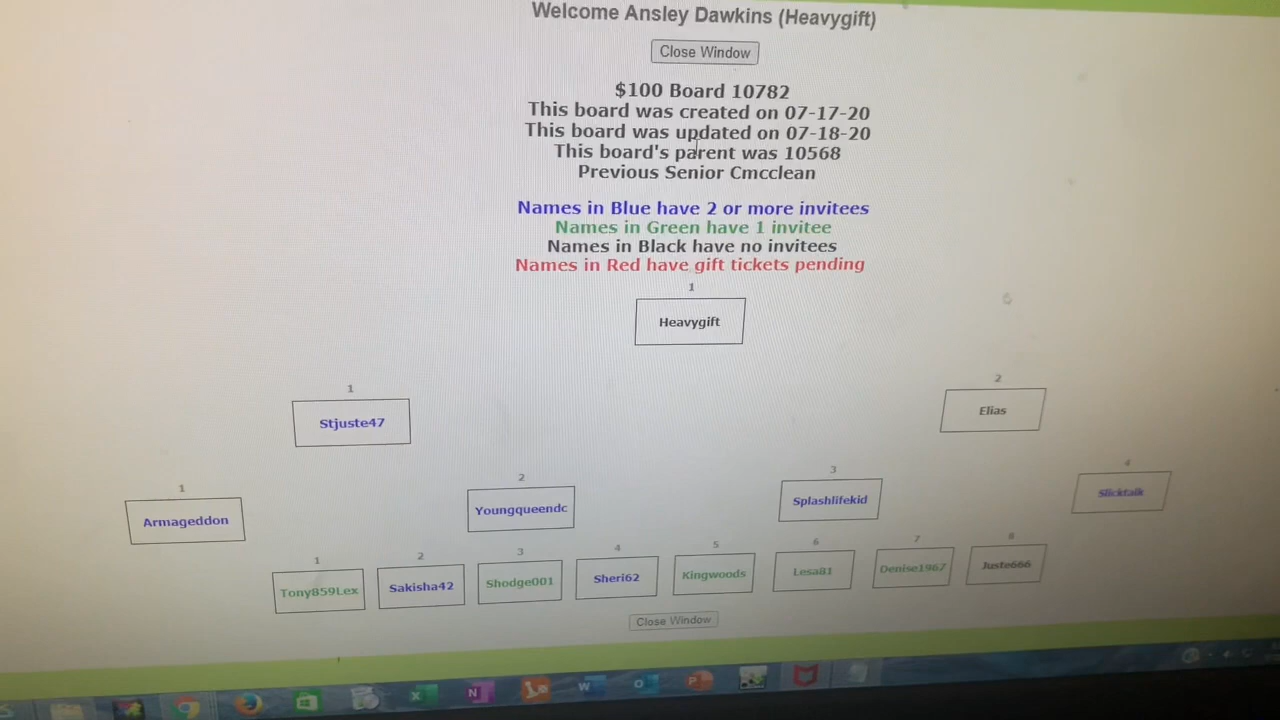 Welcome Ansley Dawkins (Heavygift)
Close Window
$100 Board 10782
This board was created on 07-17-20
This board was updated on 07-18-20
This board's parent was 10568
Previous Senior Cmcclean
Names in Blue have 2 or more invitees
Names in Green have 1 invitee
Names in Black have no invitees
Names in Red have gift tickets pending
1
Heavygift
1 2
Stjuste47 Elias
1 2 3 4
Armageddon Youngqueendc Splashlifekid Slicktalk
1 2 3 4 5 6 7 8
Tony859Lex Sakisha42 Shodge001 Sheri62 Kingwoods Lesa81 Denise1967 Juste666
Close Window